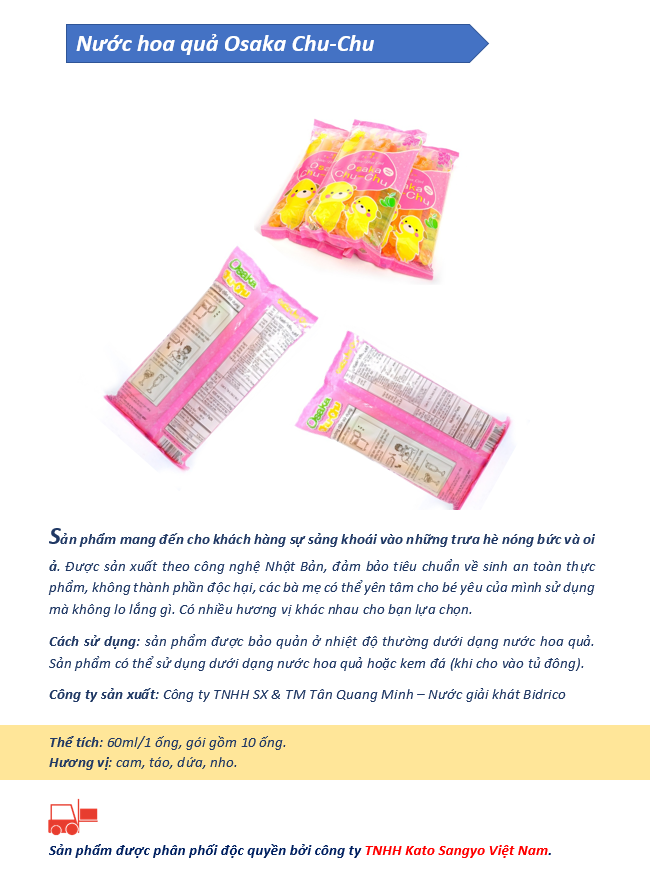 Nước hoa quả Osaka Chu-Chu
Osaka
Chu-Chu
Osaka
Chu-Chu
Osaka
Osaka
Sản phẩm mang đến cho khách hàng sự sảng khoái vào những trưa hè nóng bức và oi
ả. Được sản xuất theo công nghệ Nhật Bản, đảm bảo tiêu chuẩn về sinh an toàn thực
phẩm, không thành phần độc hại, các bà mẹ có thể yên tâm cho bé yêu của mình sử dụng
mà không lo lắng gì. Có nhiều hương vị khác nhau cho bạn lựa chọn.
Cách sử dụng: sản phẩm được bảo quản ở nhiệt độ thường dưới dạng nước hoa quả.
Sản phẩm có thể sử dụng dưới dạng nước hoa quả hoặc kem đá (khi cho vào tủ đông).
Công ty sản xuất: Công ty TNHH SX & TM Tân Quang Minh – Nước giải khát Bidrico
Thể tích: 60ml/1 ống, gói gồm 10 ống.
Hương vị: cam, táo, dứa, nho.
Sản phẩm được phân phối độc quyền bởi công ty TNHH Kato Sangyo Việt Nam.